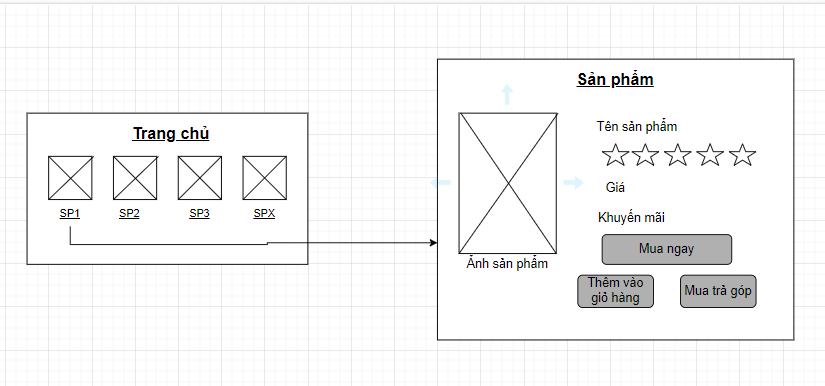 Trang chủ
SP1
SP2
SP3
SPX
Sản phẩm
Ảnh sản phẩm
Tên sản phẩm
Giá
Khuyến mãi
Mua ngay
Thêm vào
giỏ hàng
Mua trả góp